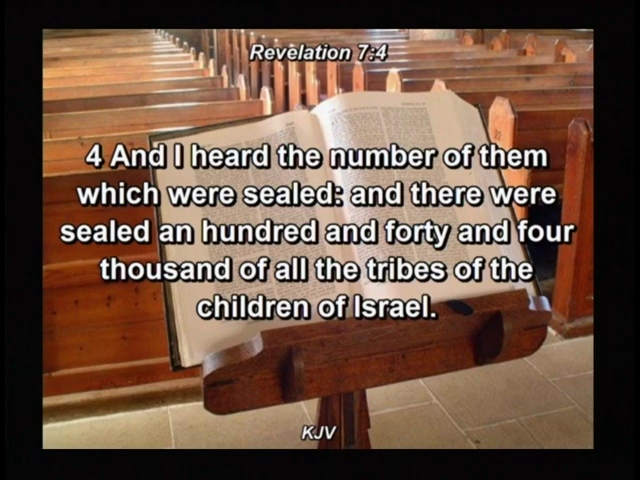 Revelation 7:4
4 And I heard the number of them
which were sealed: and there were
sealed an hundred and forty and four
thousand of all the tribes of the
children of Israel.
KJV